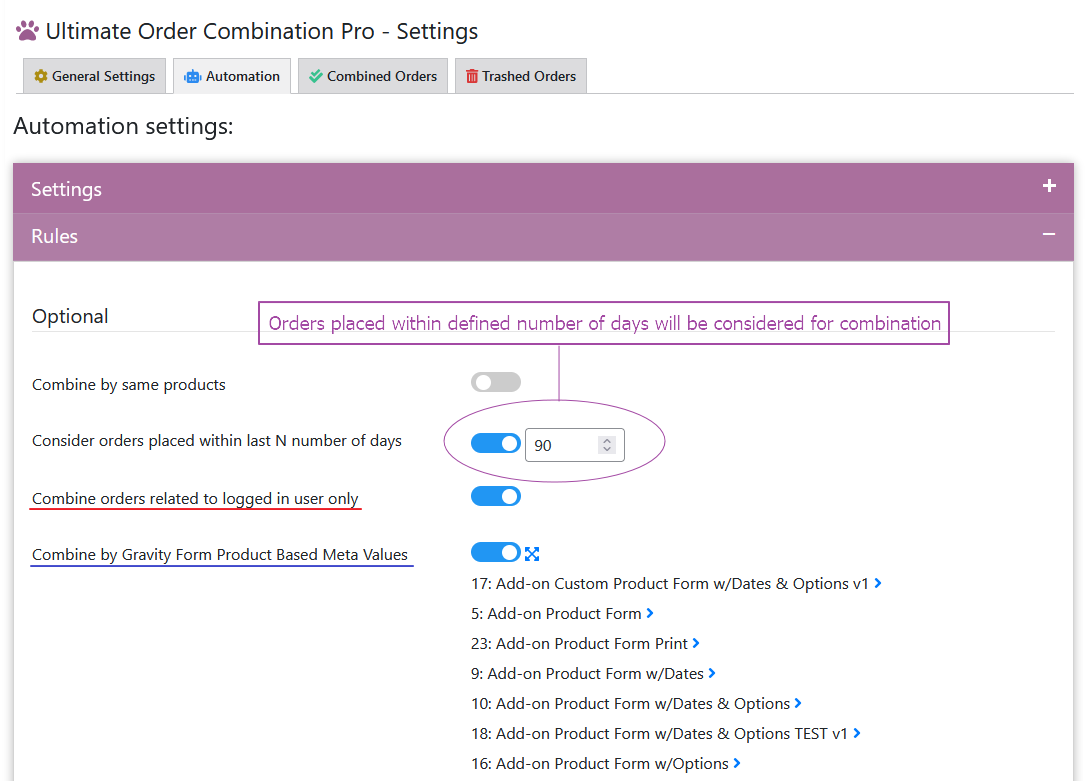 Ultimate Order Combination Pro - Settings
General Settings
Automation
Combined Orders
Trashed Orders
Automation settings:
Settings
Rules
Optional
Orders placed within defined number of days will be considered for combination
Combine by same products
Consider orders placed within last N number of days
90
Combine orders related to logged in user only
Combine by Gravity Form Product Based Meta Values
17: Add-on Custom Product Form w/Dates & Options v1
5: Add-on Product Form
23: Add-on Product Form Print
9: Add-on Product Form w/Dates
10: Add-on Product Form w/Dates & Options
18: Add-on Product Form w/Dates & Options TEST v1
16: Add-on Product Form w/Options